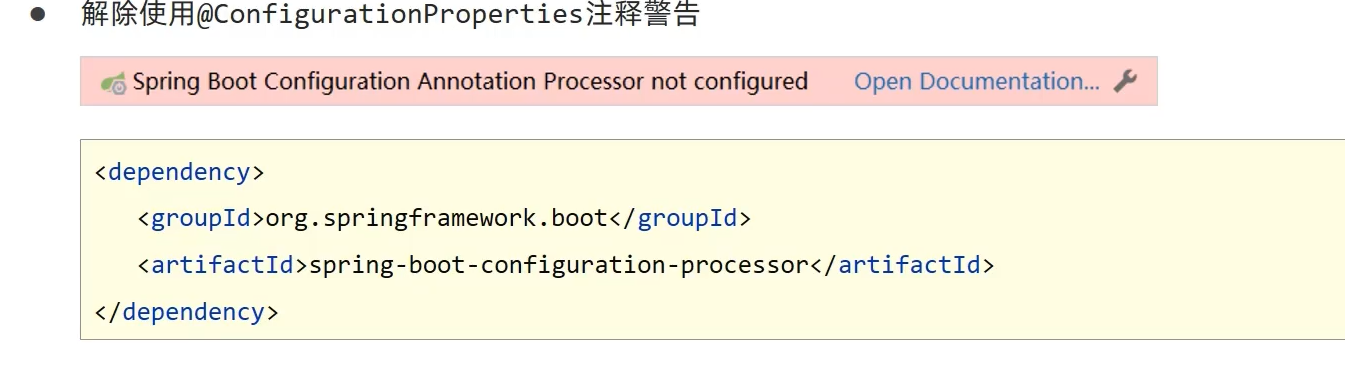 ● 解除使用@ConfigurationProperties注释警告
Spring Boot Configuration Annotation Processor not configured Open Documentation...
<dependency>
<groupId>org.springframework.boot</groupId>
<artifactId>spring-boot-configuration-processor</artifactId>
</dependency>